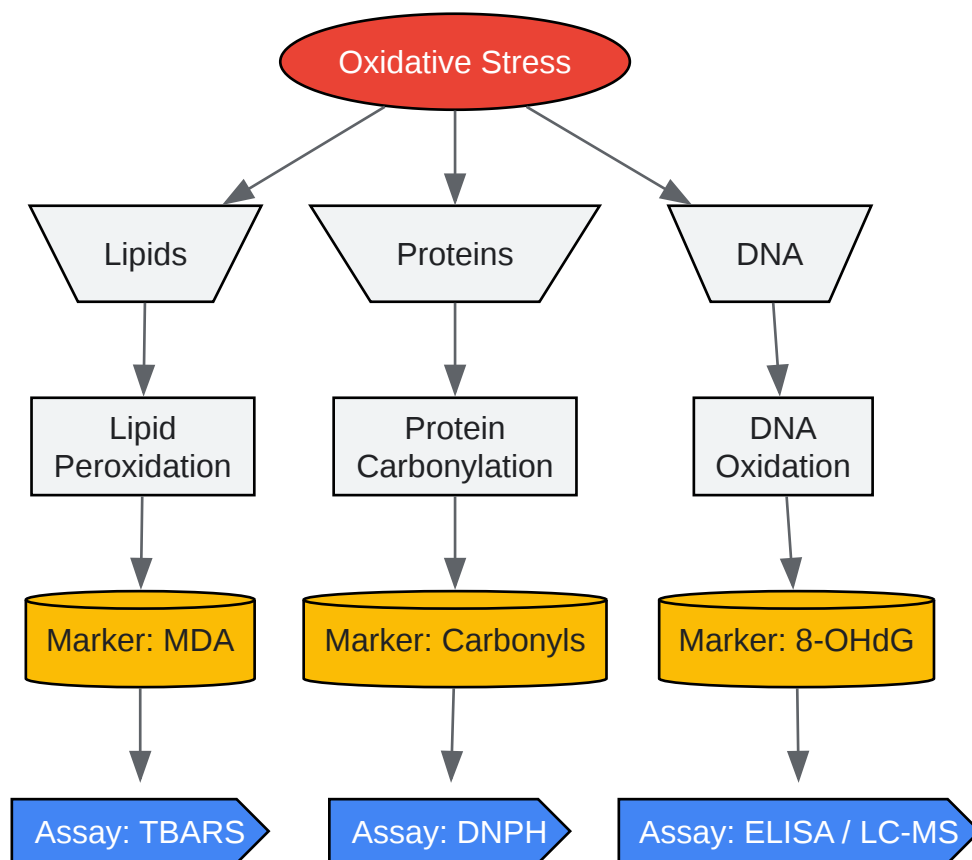 Oxidative Stress
Lipids
Proteins
DNA
Lipid
Peroxidation
Protein
Carbonylation
DNA
Oxidation
Marker: MDA
Marker: Carbonyls
Marker: 8-OHdG
Assay: TBARS
Assay: DNPH
Assay: ELISA / LC-MS